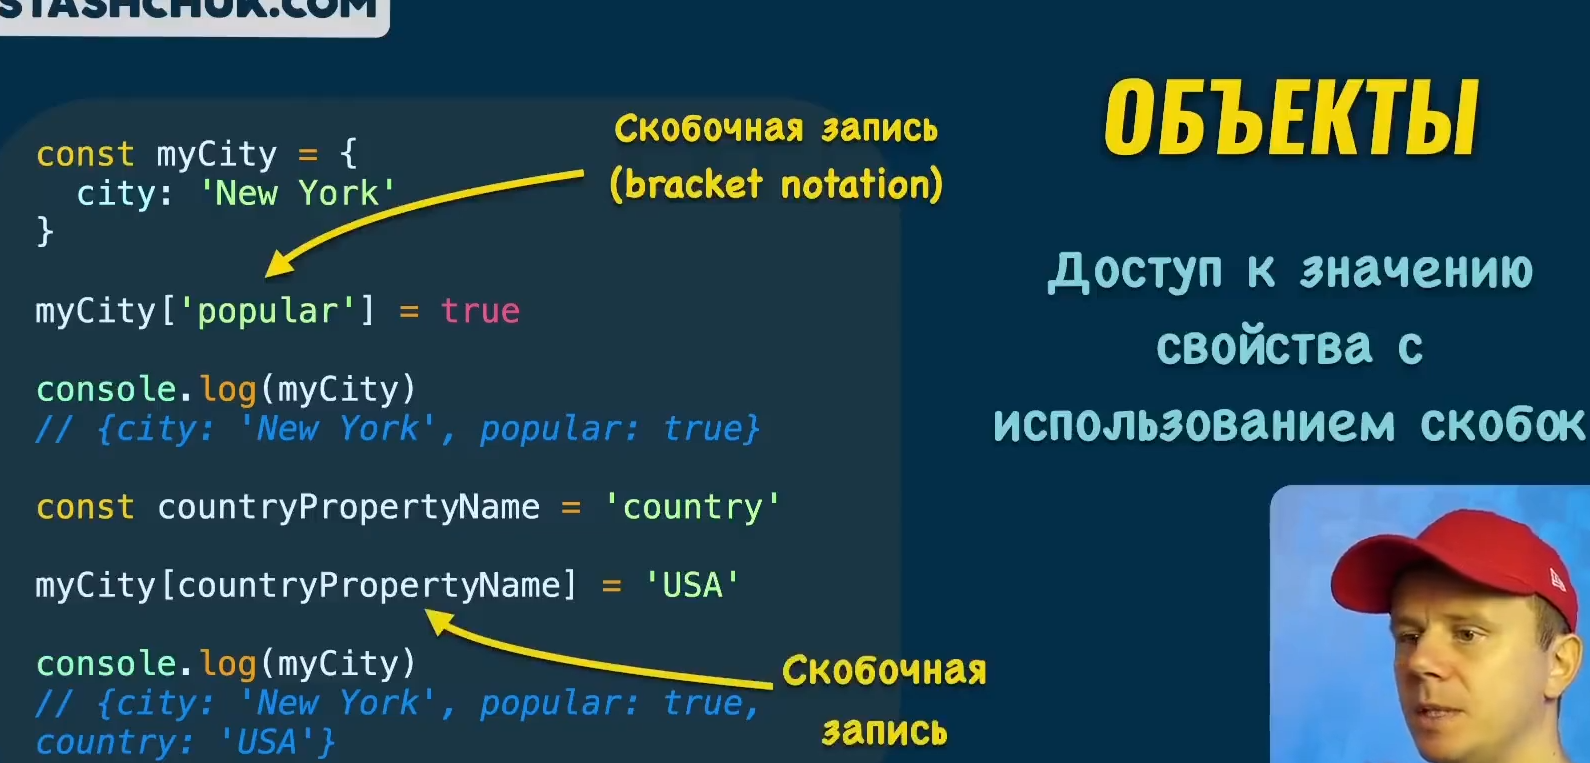 STASHCHUK.COM
ОБЪЕКТЫ
Доступ к значению
свойства с
использованием скобок
const myCity = {
  city: 'New York'
}
Скобочная запись
(bracket notation)
myCity['popular'] = true
console.log(myCity)
// {city: 'New York', popular: true}
const countryPropertyName = 'country'
myCity[countryPropertyName] = 'USA'
console.log(myCity)
// {city: 'New York', popular: true,
country: 'USA'}
Скобочная
запись